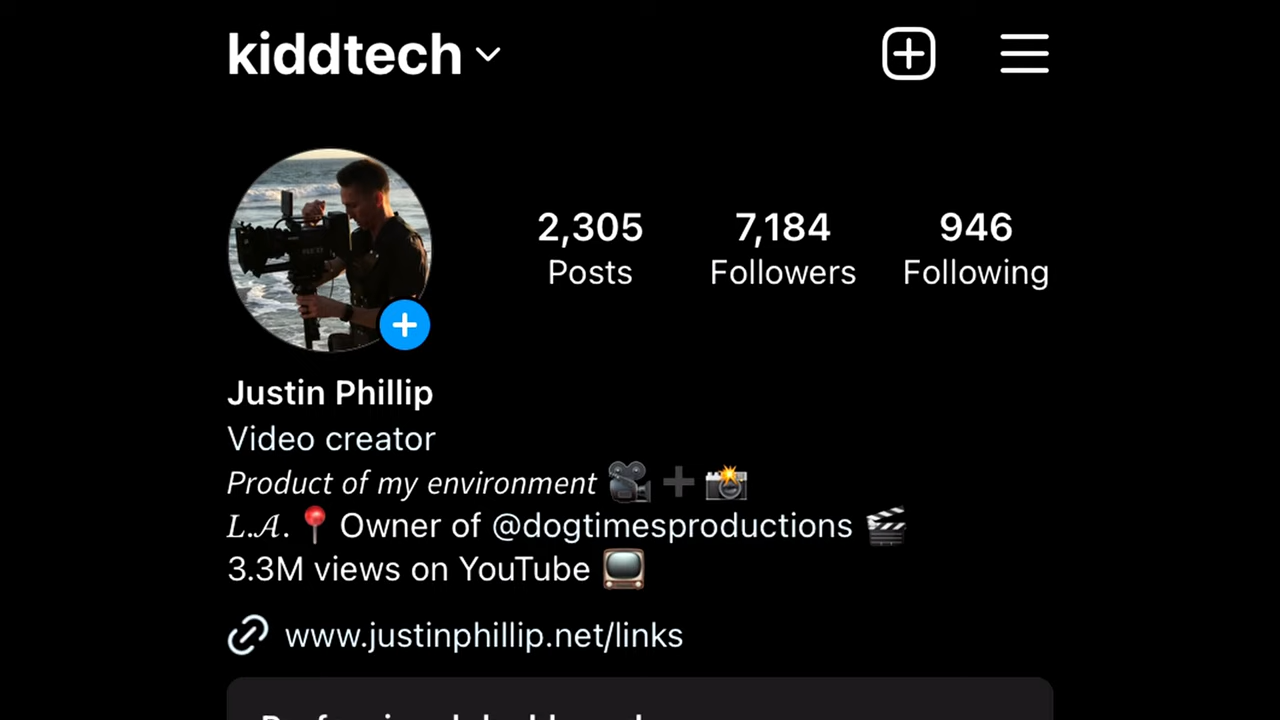 kiddtech
2,305 7,184 946
Posts Followers Following
Justin Phillip
Video creator
Product of my environment 🎥➕📸
L.A.📍Owner of @dogtimesproductions 🎬
3.3M views on YouTube 📺
www.justinphillip.net/links